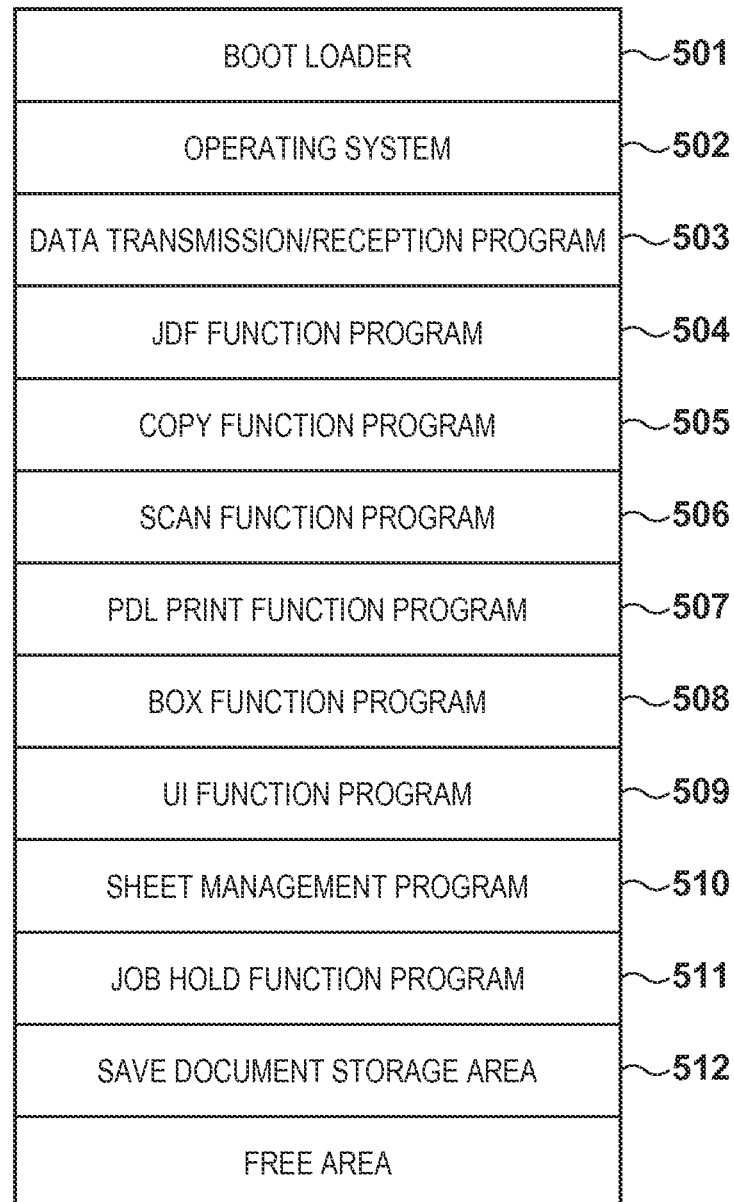 BOOT LOADER 501
OPERATING SYSTEM 502
DATA TRANSMISSION/RECEPTION PROGRAM 503
JDF FUNCTION PROGRAM 504
COPY FUNCTION PROGRAM 505
SCAN FUNCTION PROGRAM 506
PDL PRINT FUNCTION PROGRAM 507
BOX FUNCTION PROGRAM 508
UI FUNCTION PROGRAM 509
SHEET MANAGEMENT PROGRAM 510
JOB HOLD FUNCTION PROGRAM 511
SAVE DOCUMENT STORAGE AREA 512
FREE AREA